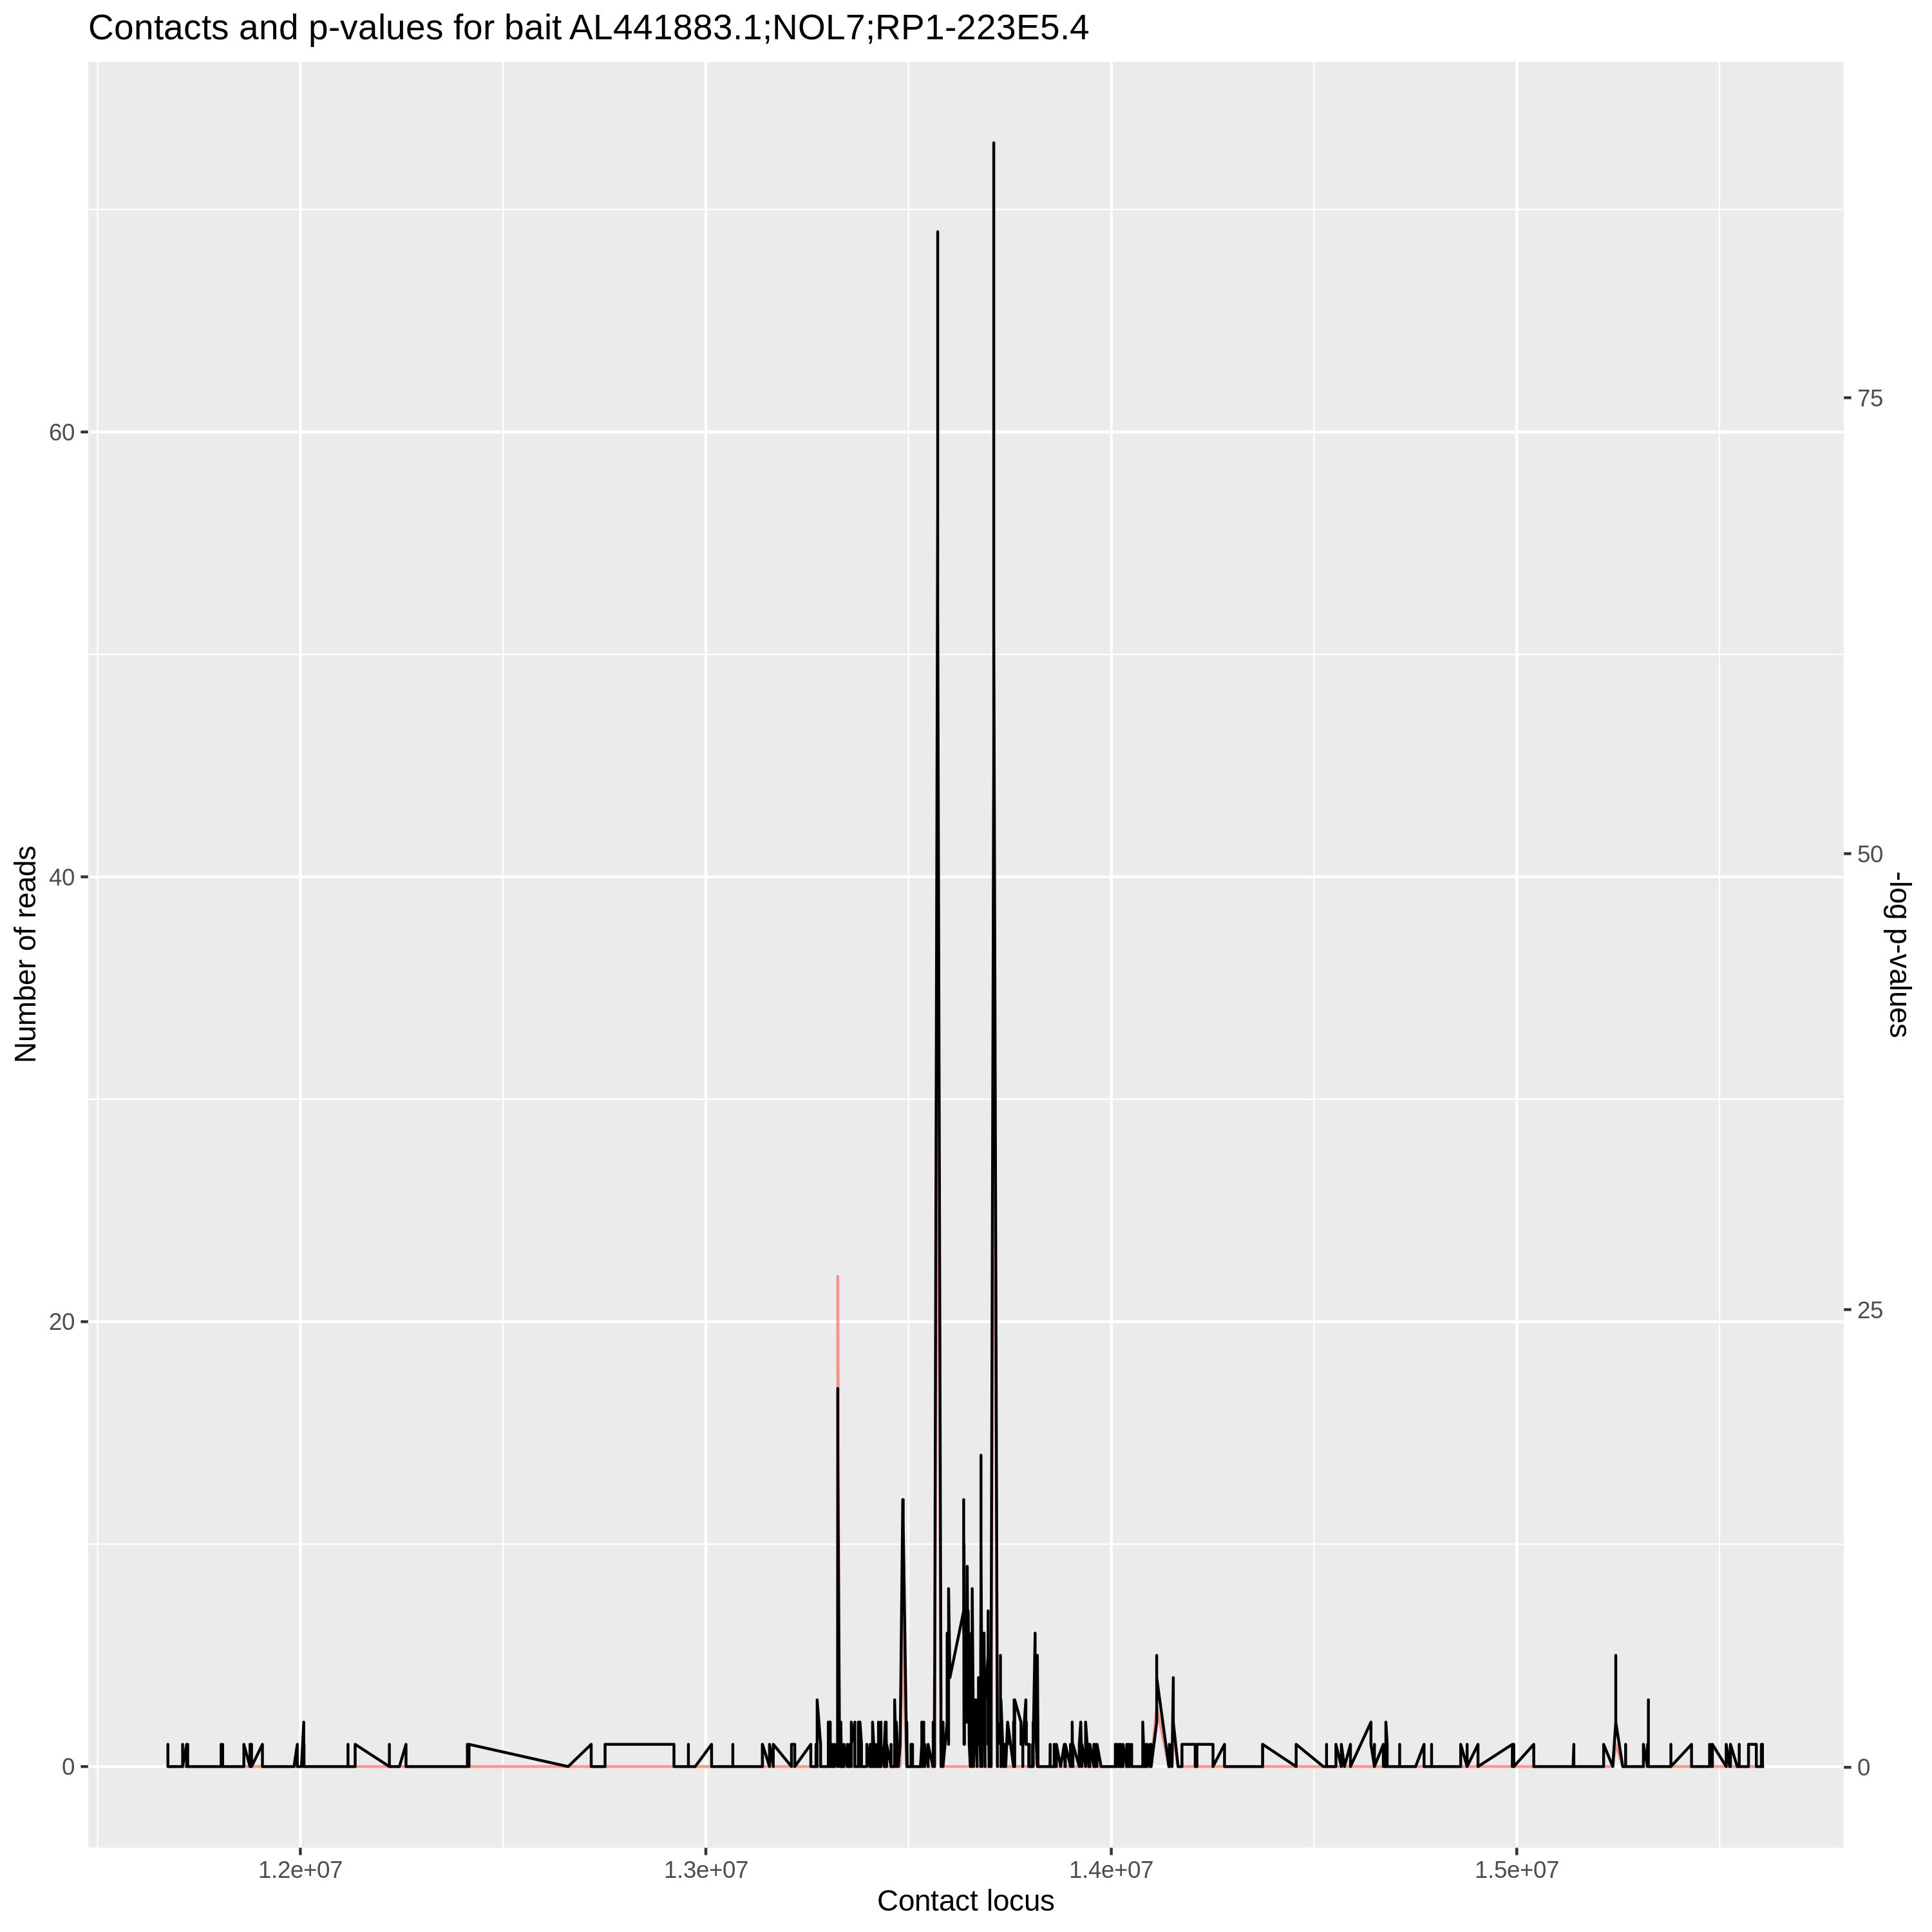 Contacts and p-values for bait AL441883.1;NOL7;RP1-223E5.4
Number of reads
60
40
20
0
75
50
25
0
-log p-values
1.2e+07
1.3e+07
1.4e+07
1.5e+07
Contact locus